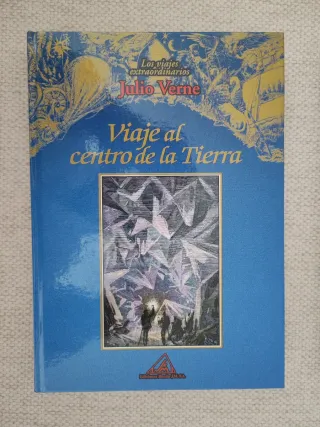 Los viajes
extraordinarios
Julio Verne
Viaje al
centro de la Tierra